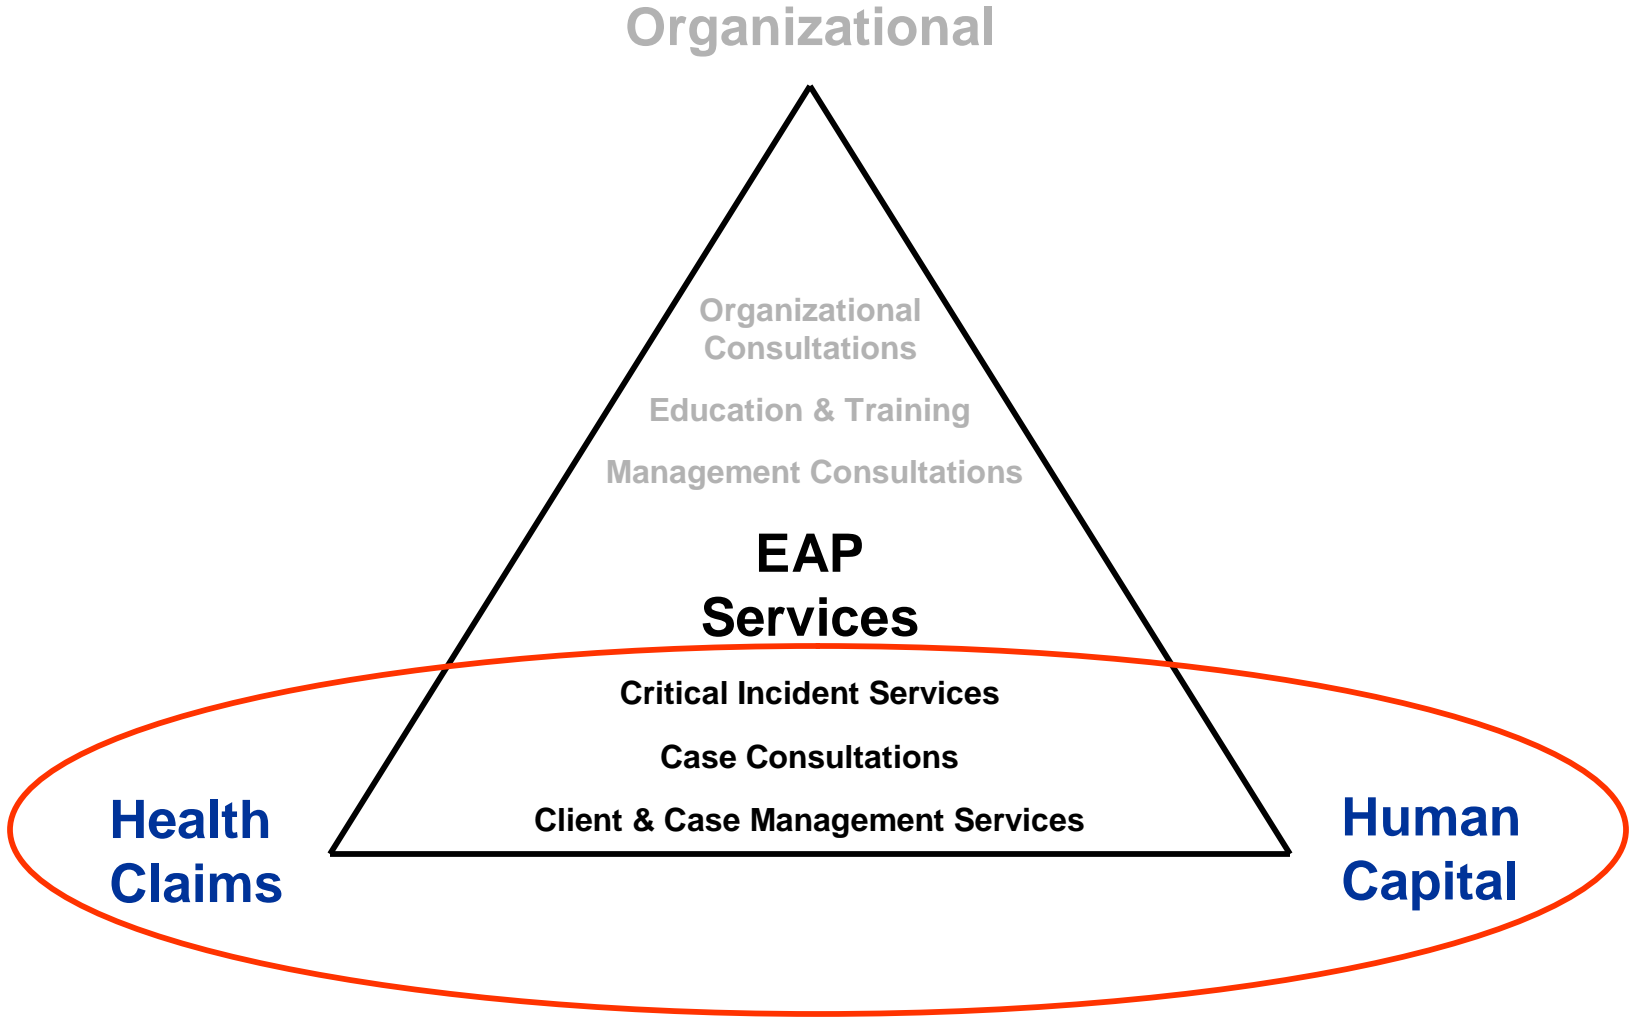 Organizational
Organizational
Consultations
Education & Training
Management Consultations
EAP
Services
Critical Incident Services
Case Consultations
Client & Case Management Services
Health
Claims
Human
Capital